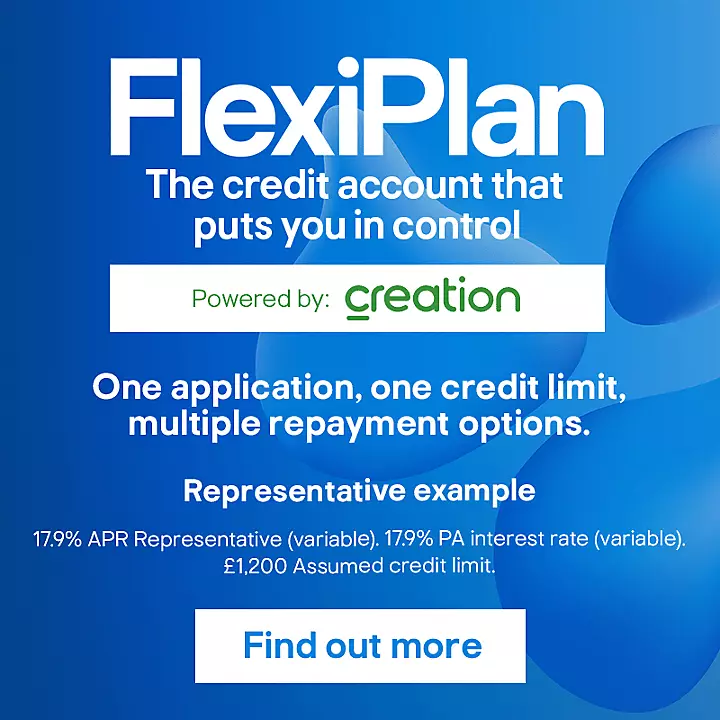 FlexiPlan
The credit account that
puts you in control
Powered by: creation
One application, one credit limit,
multiple repayment options.
Representative example
17.9% APR Representative (variable). 17.9% PA interest rate (variable).
£1,200 Assumed credit limit.
Find out more